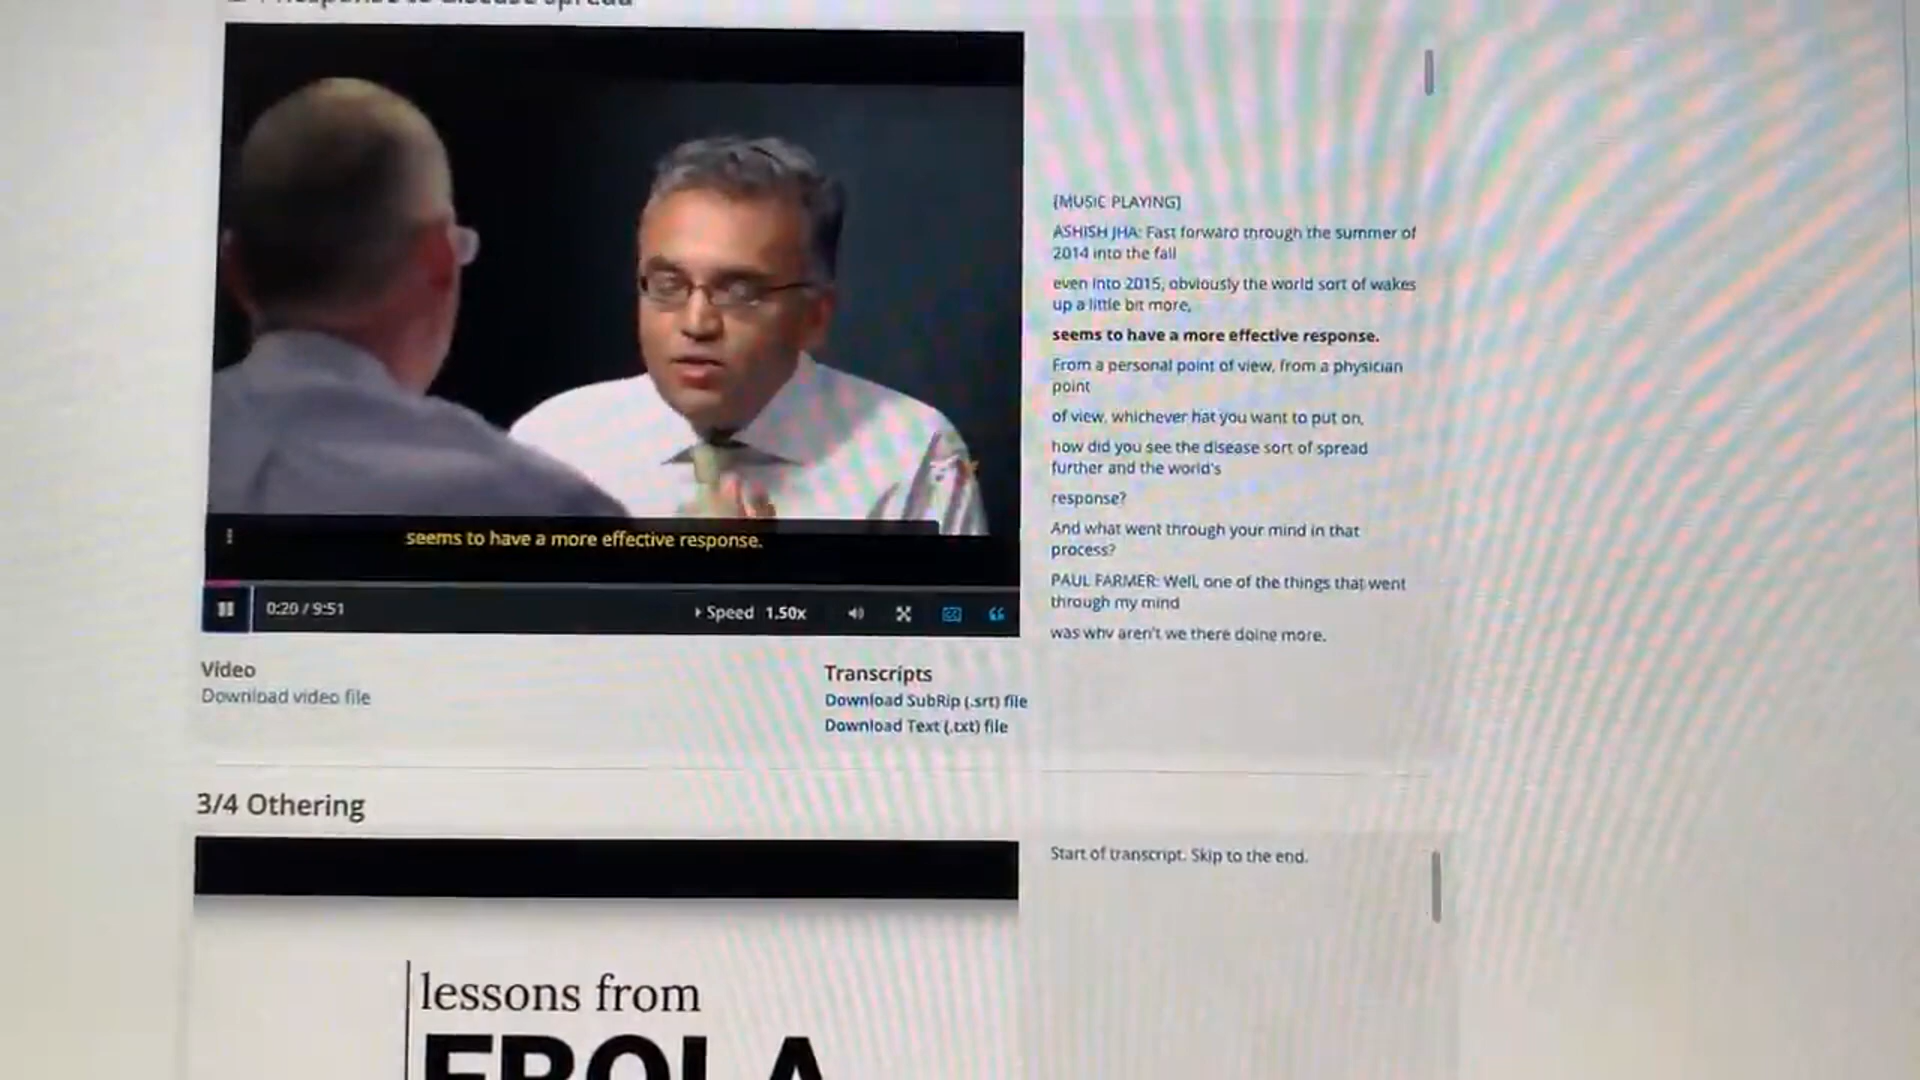 Response to disease spread
[MUSIC PLAYING]
ASHISH JHA: Fast forward through the summer of
2014 into the fall
even into 2015, obviously the world sort of wakes
up a little bit more,
seems to have a more effective response.
From a personal point of view, from a physician
point
of view, whichever hat you want to put on,
how did you see the disease sort of spread
further and the world's
response?
And what went through your mind in that
process?
PAUL FARMER: Well, one of the things that went
through my mind
was why aren't we there doing more.
seems to have a more effective response.
0:20 / 9:51
Speed 1.50x
Video
Download video file
Transcripts
Download SubRip (.srt) file
Download Text (.txt) file
3/4 Othering
Start of transcript. Skip to the end.
lessons from
EBOLA